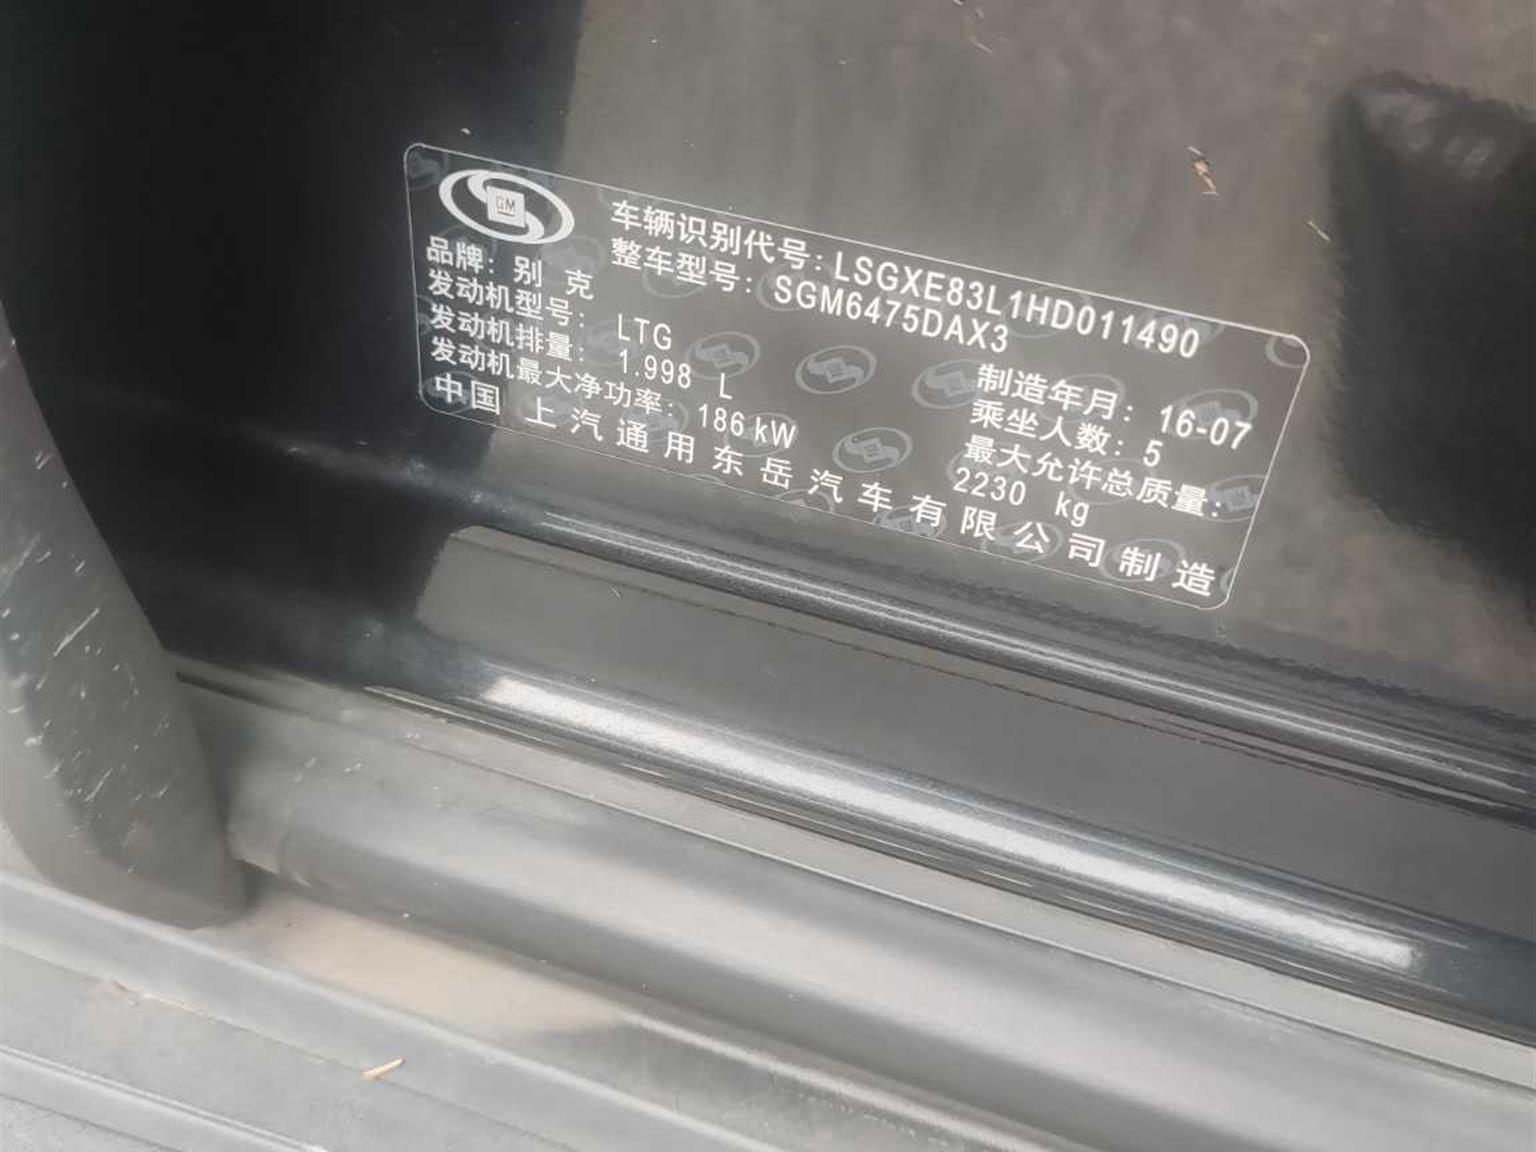 GM
车辆识别代号：LSGXE83L1HD011490
整车型号：SGM6475DAX3
品牌：别 克
发动机型号：LTG
发动机排量：1.998 L
发动机最大净功率：186 kW
制造年月：16-07
乘坐人数：5
最大允许总质量：
2230 kg
中国 上汽通用东岳汽车有限公司制造